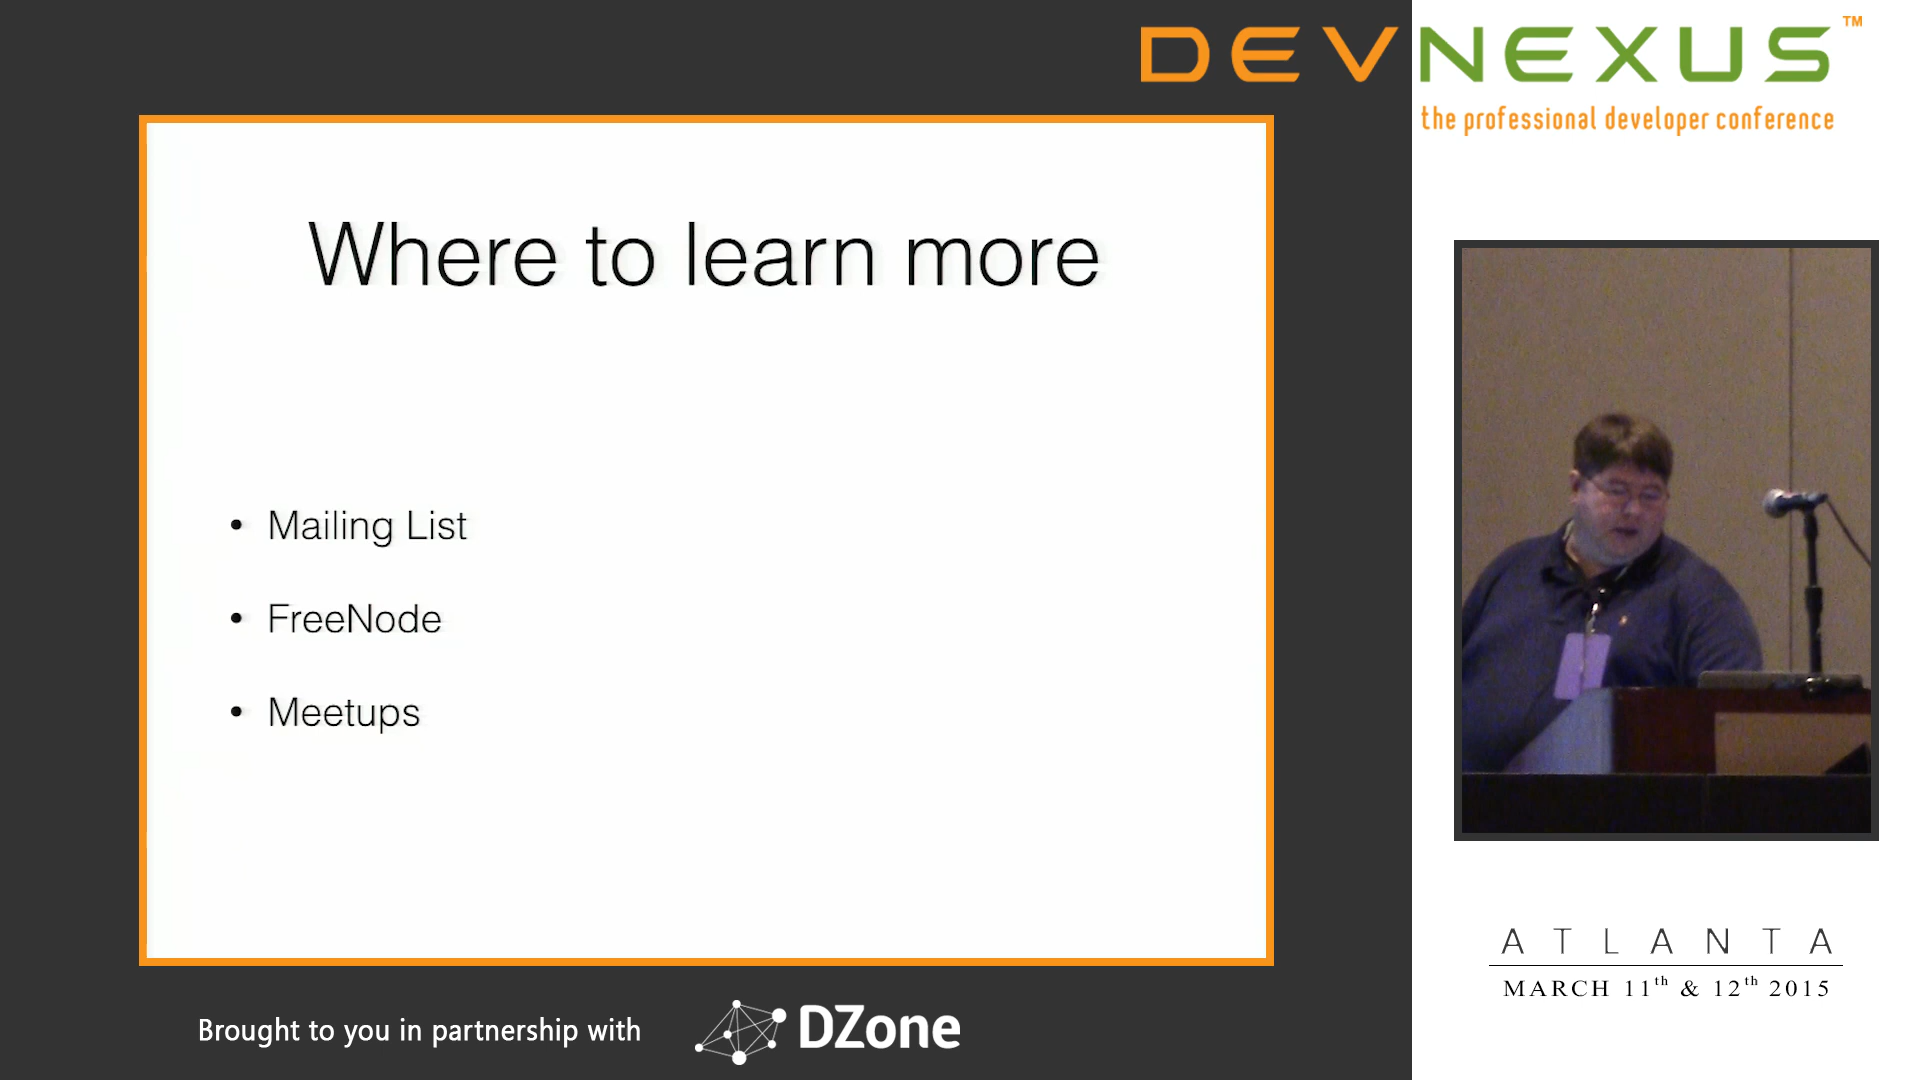 DEVNEXUS™
the professional developer conference
Where to learn more
• Mailing List
• FreeNode
• Meetups
ATLANTA
MARCH 11th & 12th 2015
Brought to you in partnership with DZone